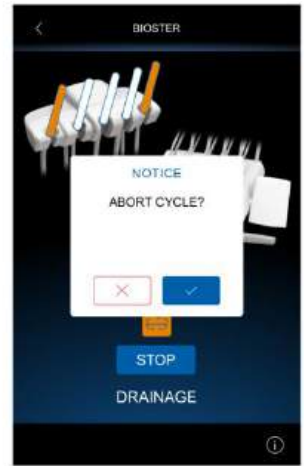 BIOSTER
NOTICE
ABORT CYCLE?
STOP
DRAINAGE